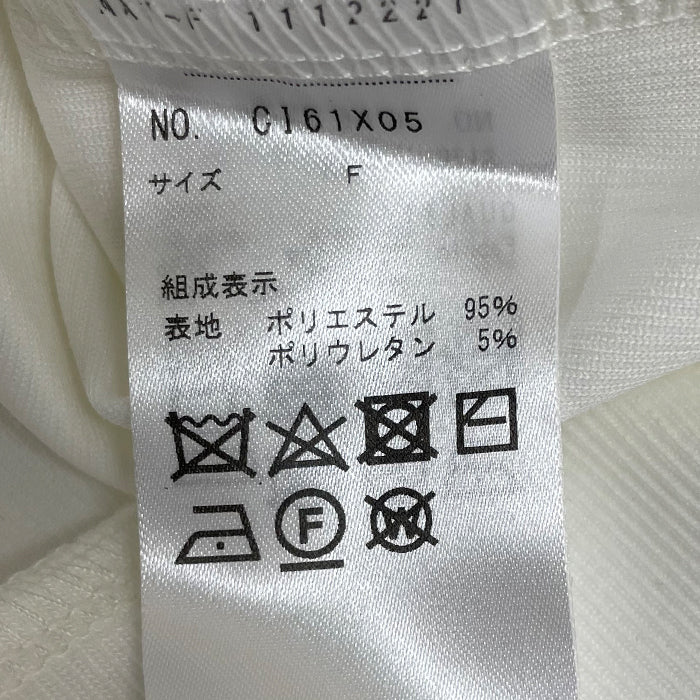 1112227
NO. CI61X05
サイズ F
組成表示
表地 ポリエステル 95%
ポリウレタン 5%
F
W